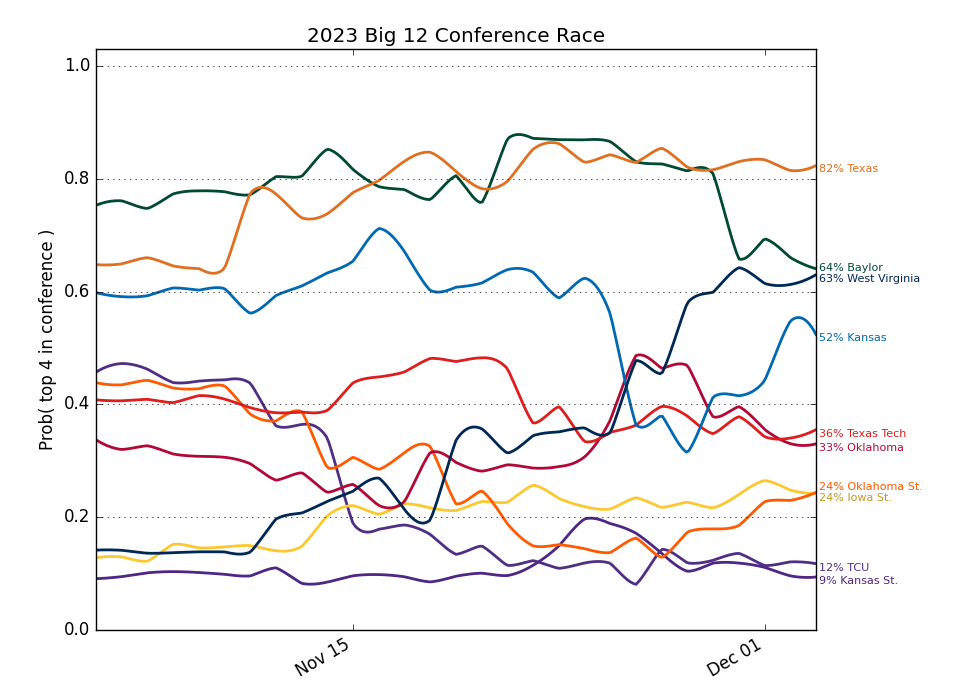 2023 Big 12 Conference Race
Prob( top 4 in conference )
1.0
0.8
0.6
0.4
0.2
0.0
Nov 15
Dec 01
82% Texas
64% Baylor
63% West Virginia
52% Kansas
36% Texas Tech
33% Oklahoma
24% Oklahoma St.
24% Iowa St.
12% TCU
9% Kansas St.